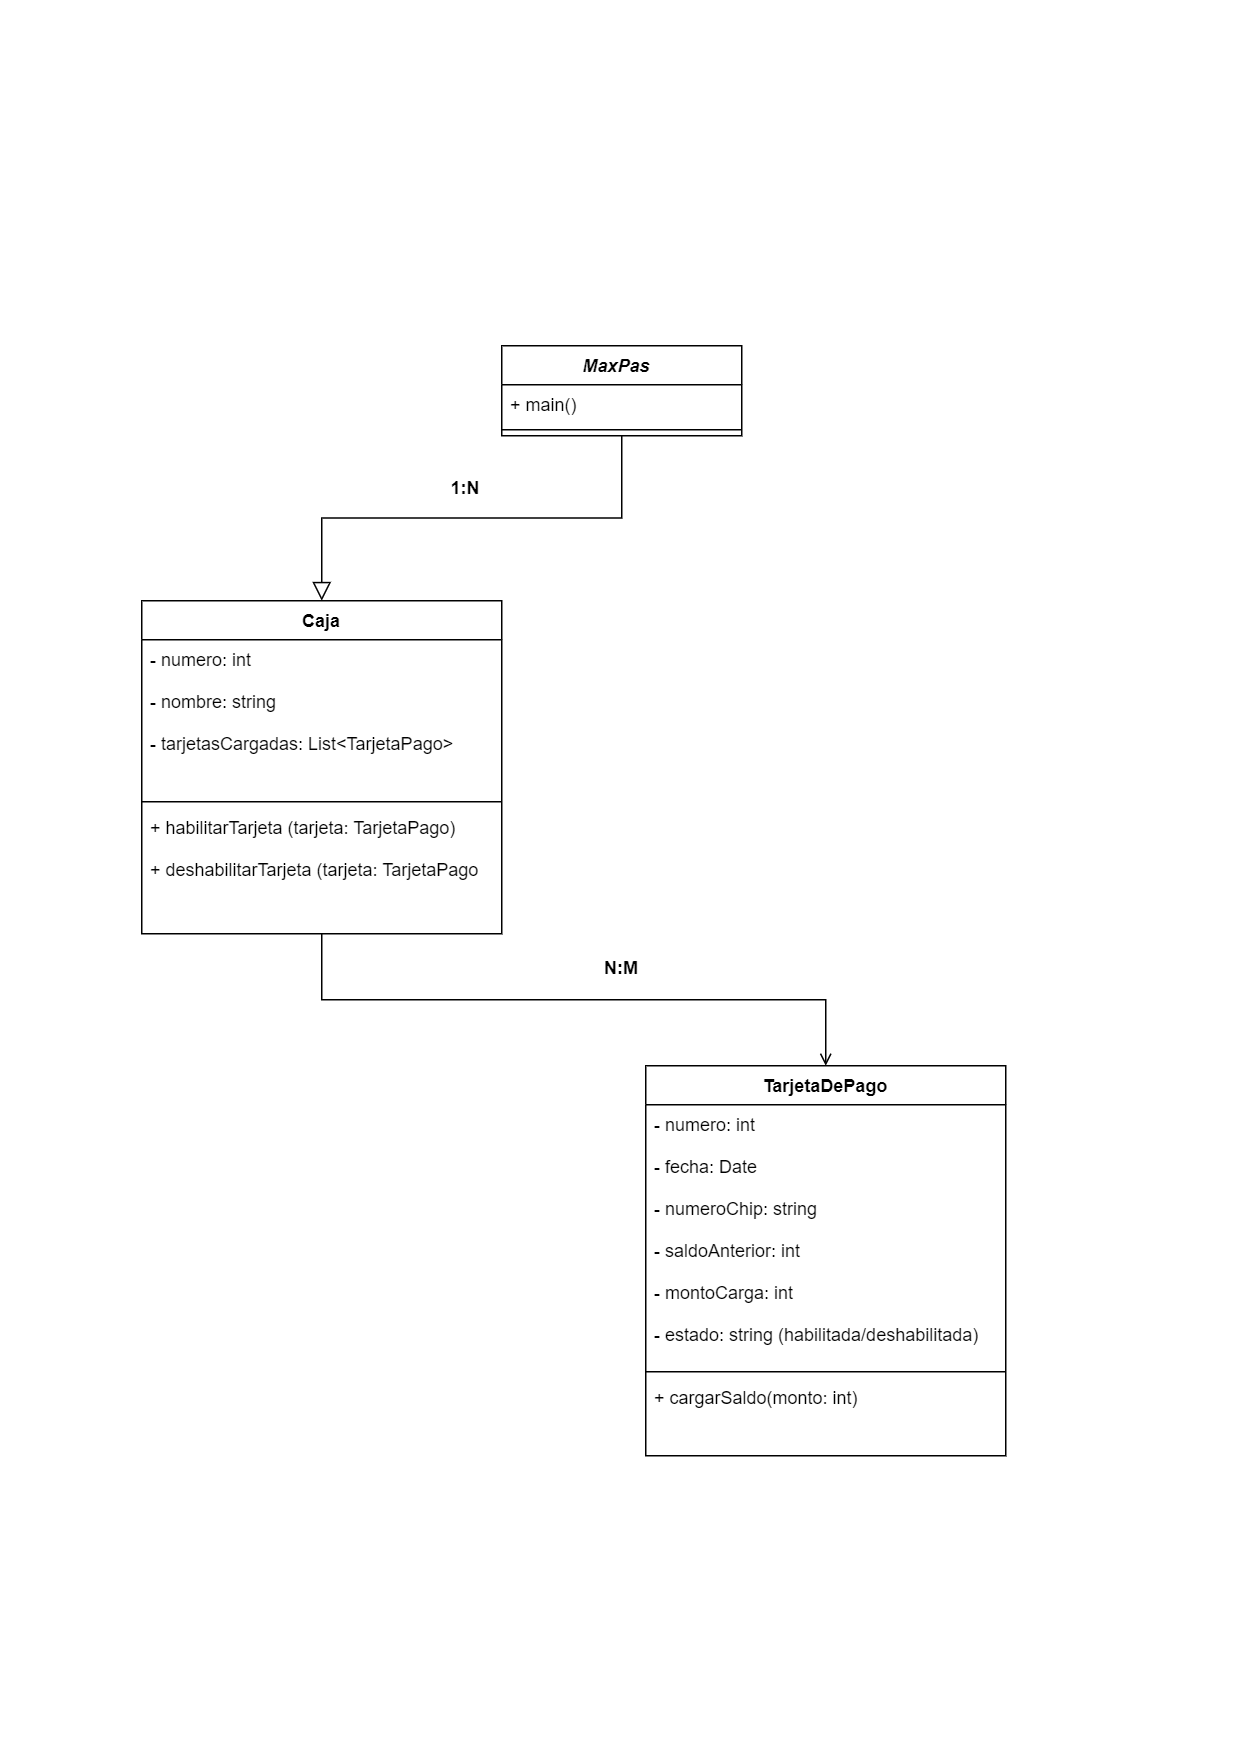 MaxPas
+ main()
1:N
Caja
- numero: int
- nombre: string
- tarjetasCargadas: List<TarjetaPago>
+ habilitarTarjeta (tarjeta: TarjetaPago)
+ deshabilitarTarjeta (tarjeta: TarjetaPago
N:M
TarjetaDePago
- numero: int
- fecha: Date
- numeroChip: string
- saldoAnterior: int
- montoCarga: int
- estado: string (habilitada/deshabilitada)
+ cargarSaldo(monto: int)